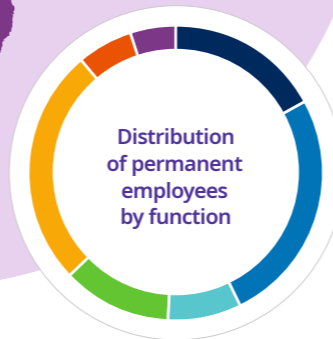 Distribution
of permanent
employees
by function